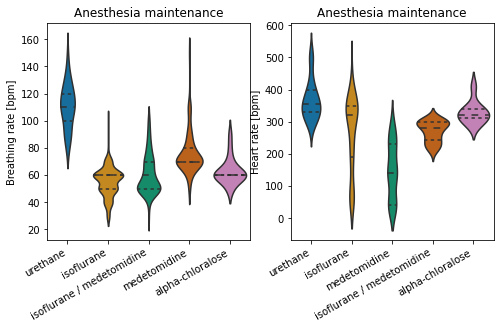 Anesthesia maintenance
Breathing rate [bpm]
160
140
120
100
80
60
40
20
urethane
isoflurane
isoflurane / medetomidine
medetomidine
alpha-chloralose
Anesthesia maintenance
Heart rate [bpm]
600
500
400
300
200
100
0
urethane
isoflurane
medetomidine
isoflurane / medetomidine
alpha-chloralose